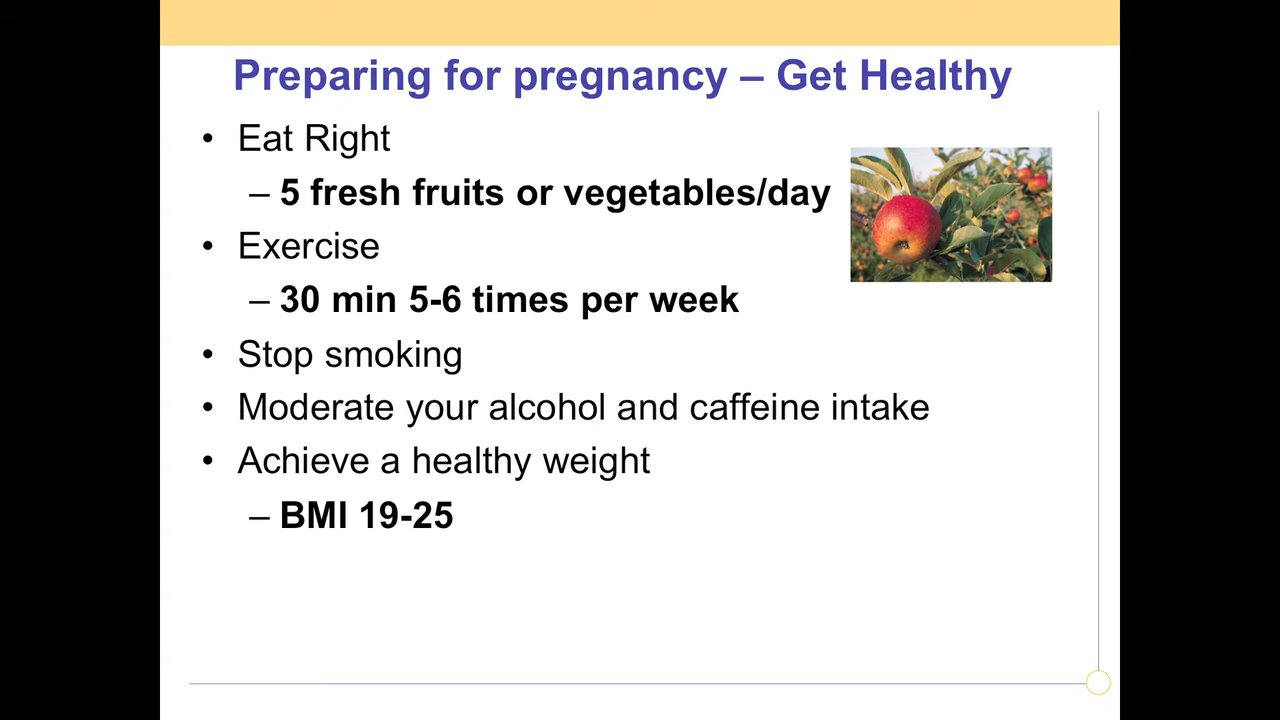 Preparing for pregnancy – Get Healthy
• Eat Right
– 5 fresh fruits or vegetables/day
• Exercise
– 30 min 5-6 times per week
• Stop smoking
• Moderate your alcohol and caffeine intake
• Achieve a healthy weight
– BMI 19-25